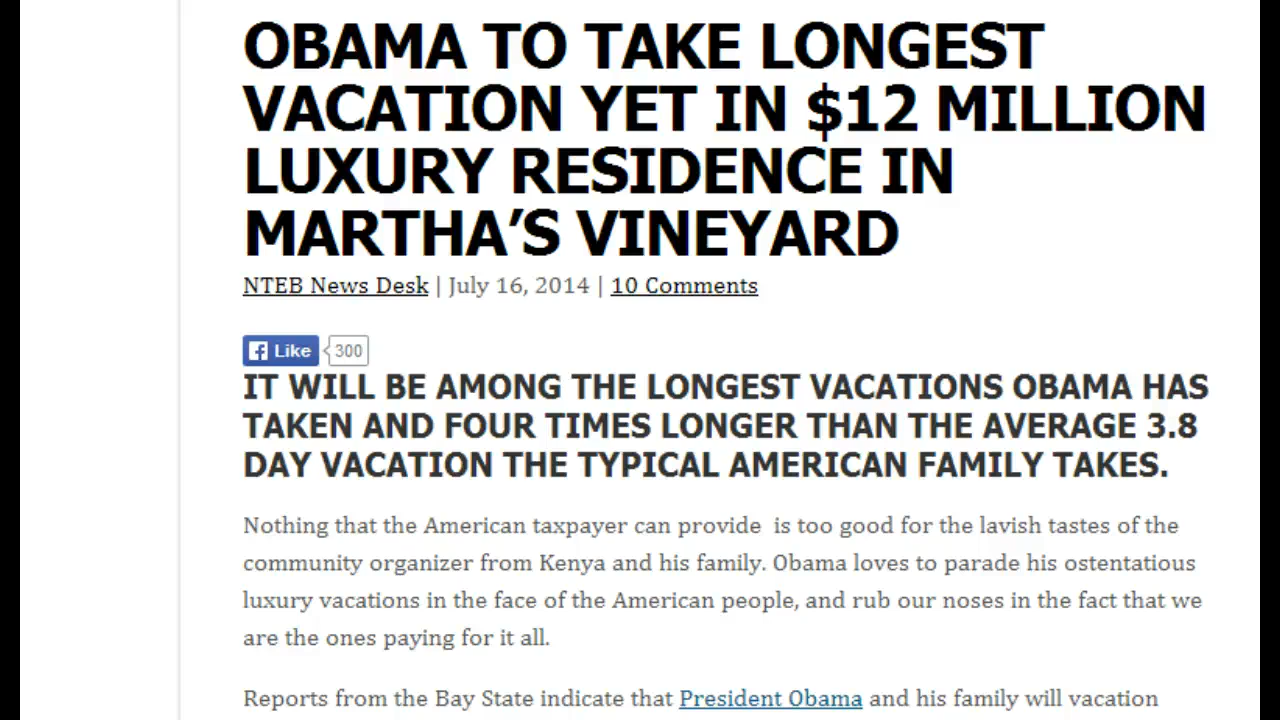 OBAMA TO TAKE LONGEST
VACATION YET IN $12 MILLION
LUXURY RESIDENCE IN
MARTHA’S VINEYARD
NTEB News Desk | July 16, 2014 | 10 Comments
Like 300
IT WILL BE AMONG THE LONGEST VACATIONS OBAMA HAS
TAKEN AND FOUR TIMES LONGER THAN THE AVERAGE 3.8
DAY VACATION THE TYPICAL AMERICAN FAMILY TAKES.
Nothing that the American taxpayer can provide  is too good for the lavish tastes of the
community organizer from Kenya and his family. Obama loves to parade his ostentatious
luxury vacations in the face of the American people, and rub our noses in the fact that we
are the ones paying for it all.
Reports from the Bay State indicate that President Obama and his family will vacation